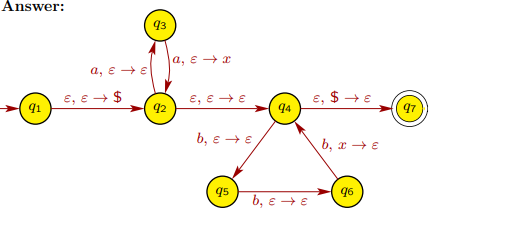 Answer:
q3
a, ε → ε
a, ε → x
q1
ε, ε → $
q2
ε, ε → ε
q4
ε, $ → ε
q7
b, ε → ε
b, x → ε
q5
b, ε → ε
q6